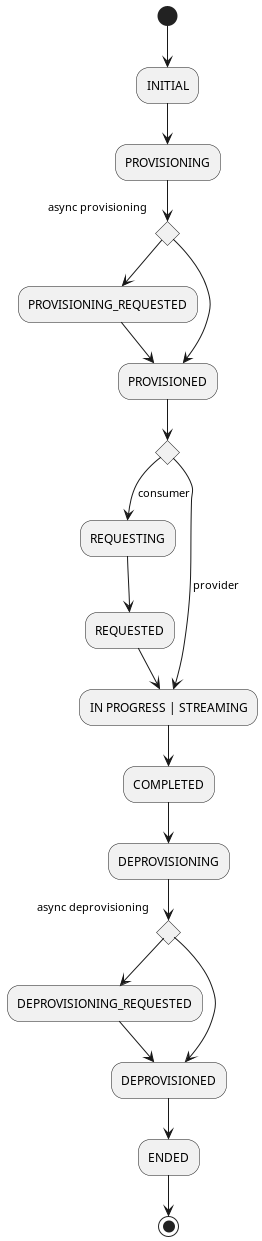 INITIAL
PROVISIONING
async provisioning
PROVISIONING_REQUESTED
PROVISIONED
consumer
REQUESTING
provider
REQUESTED
IN PROGRESS | STREAMING
COMPLETED
DEPROVISIONING
async deprovisioning
DEPROVISIONING_REQUESTED
DEPROVISIONED
ENDED